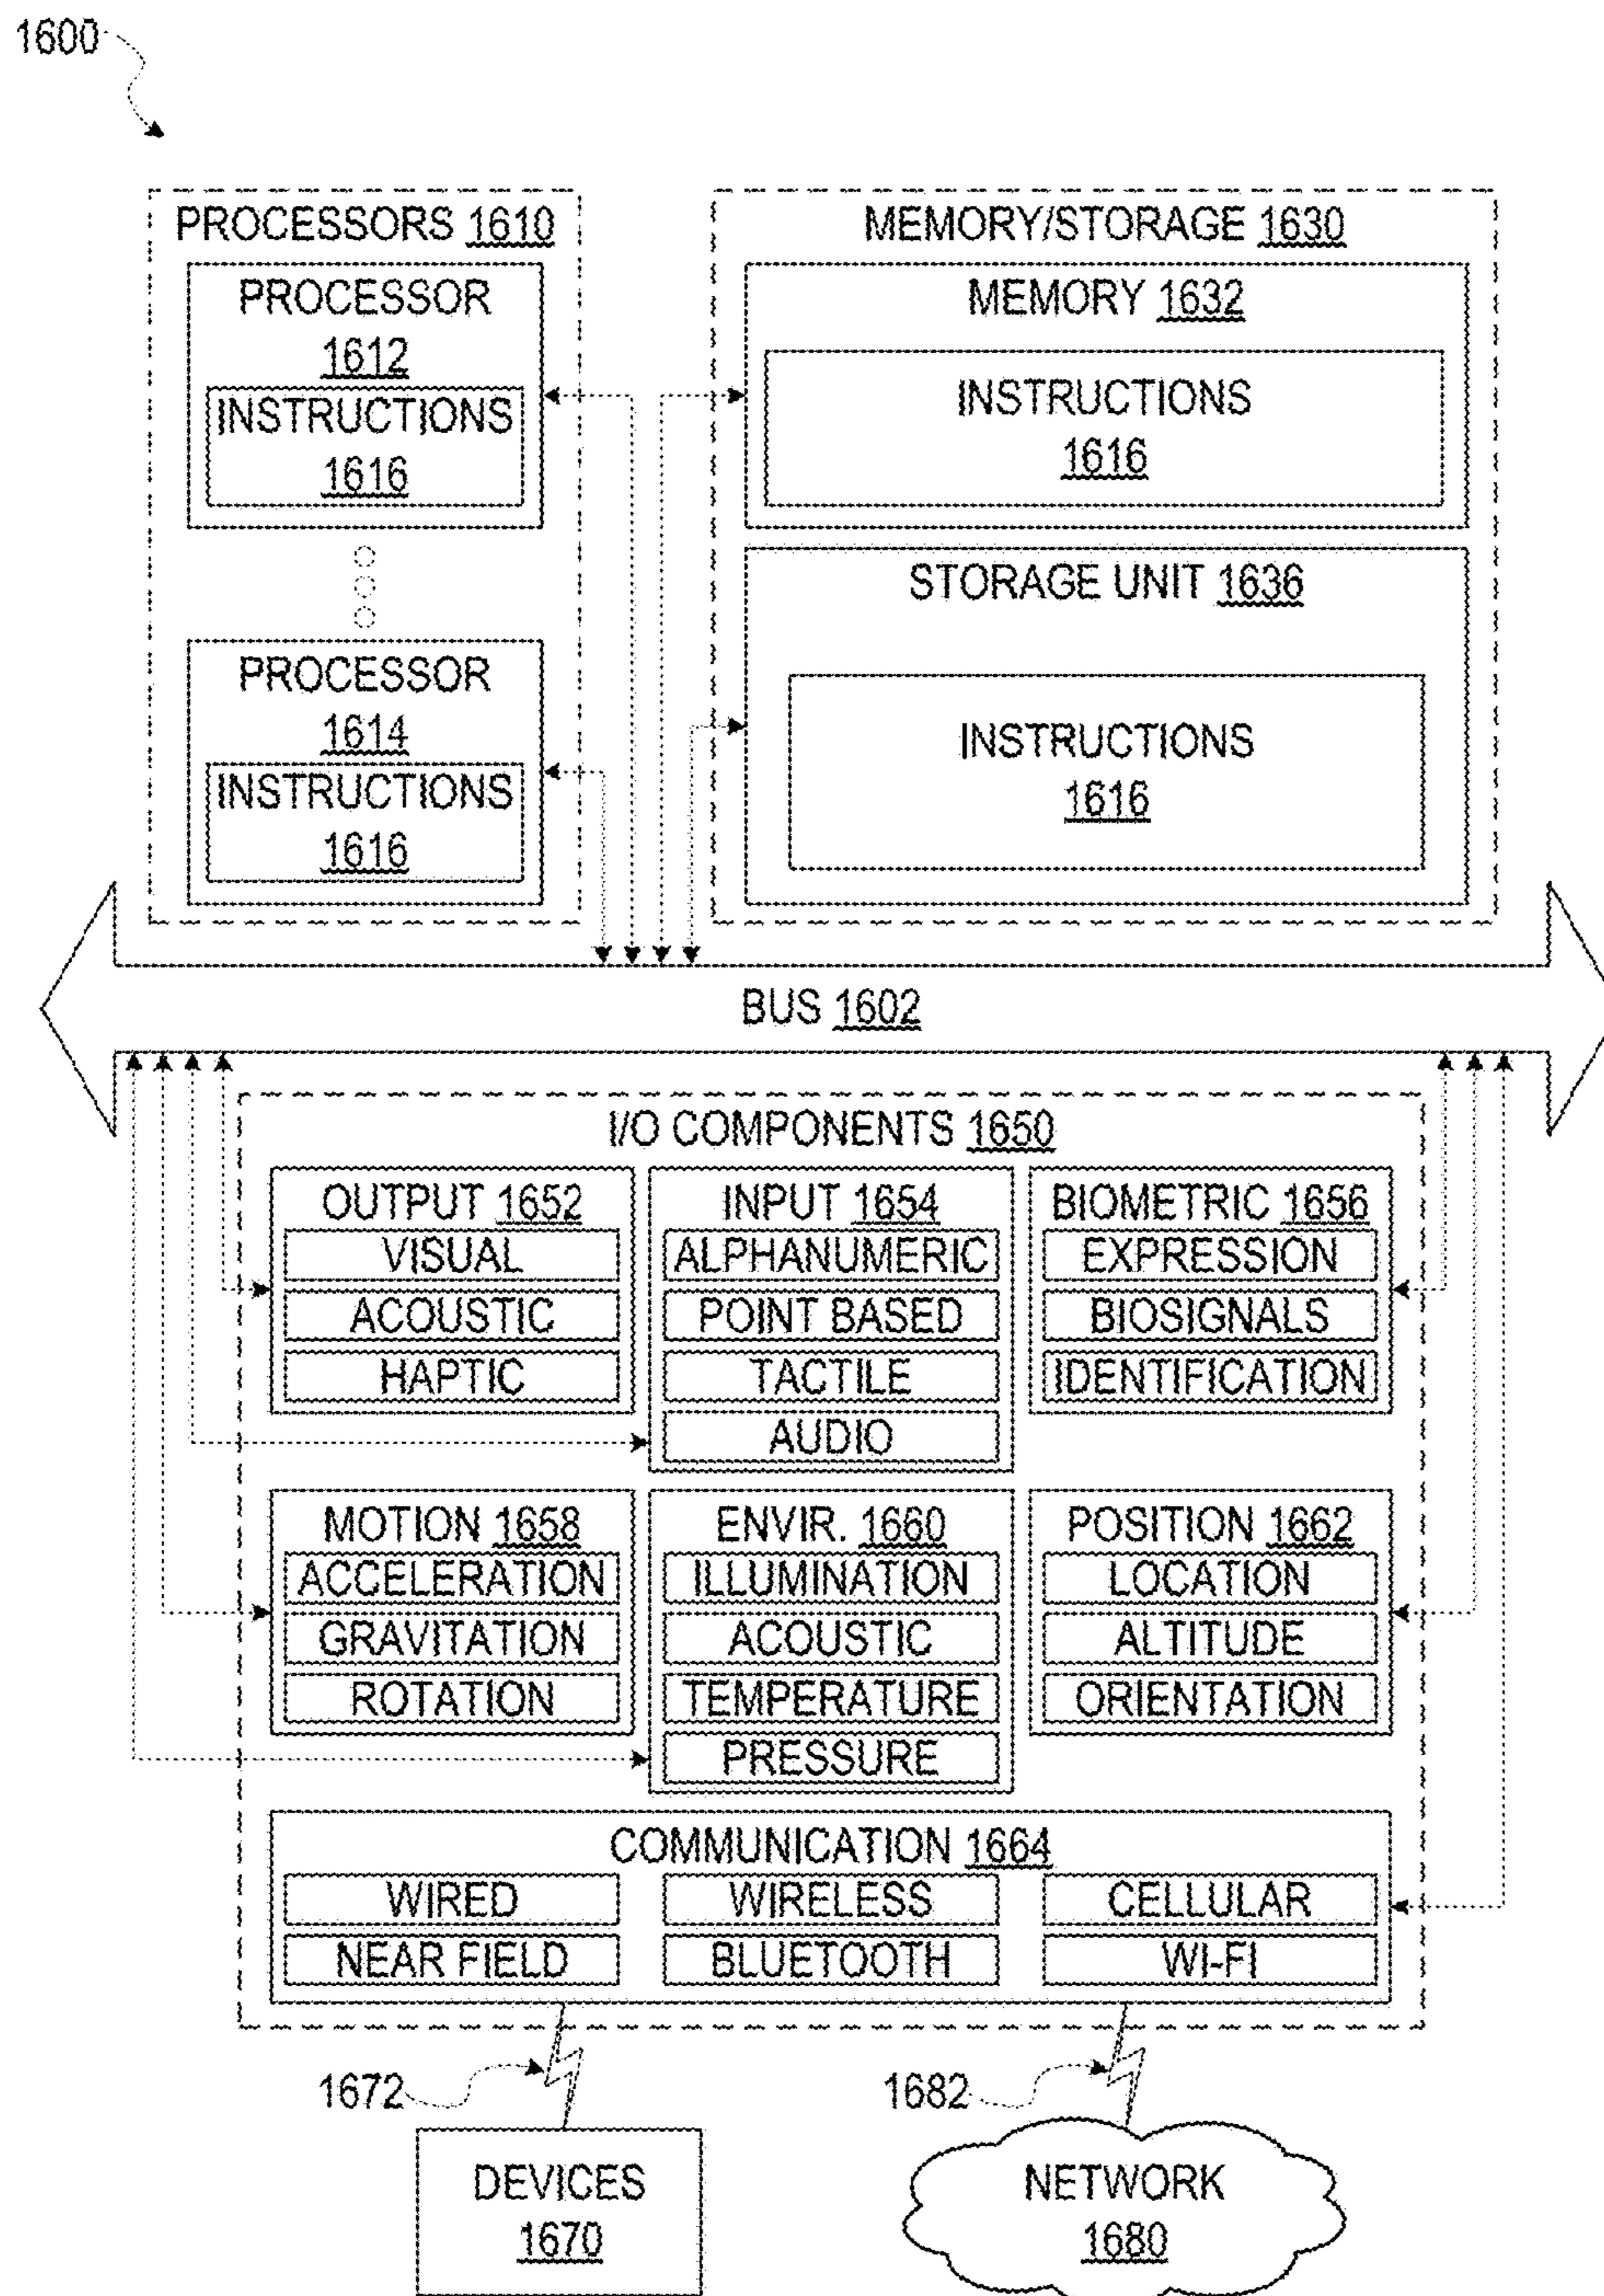 1600
PROCESSORS 1610
PROCESSOR
1612
INSTRUCTIONS
1616
PROCESSOR
1614
INSTRUCTIONS
1616
MEMORY/STORAGE 1630
MEMORY 1632
INSTRUCTIONS
1616
STORAGE UNIT 1636
INSTRUCTIONS
1616
BUS 1602
I/O COMPONENTS 1650
OUTPUT 1652
VISUAL
ACOUSTIC
HAPTIC
INPUT 1654
ALPHANUMERIC
POINT BASED
TACTILE
AUDIO
BIOMETRIC 1656
EXPRESSION
BIOSIGNALS
IDENTIFICATION
MOTION 1658
ACCELERATION
GRAVITATION
ROTATION
ENVIR. 1660
ILLUMINATION
ACOUSTIC
TEMPERATURE
PRESSURE
POSITION 1662
LOCATION
ALTITUDE
ORIENTATION
COMMUNICATION 1664
WIRED
WIRELESS
CELLULAR
NEAR FIELD
BLUETOOTH
WI-FI
1672
1682
DEVICES
1670
NETWORK
1680